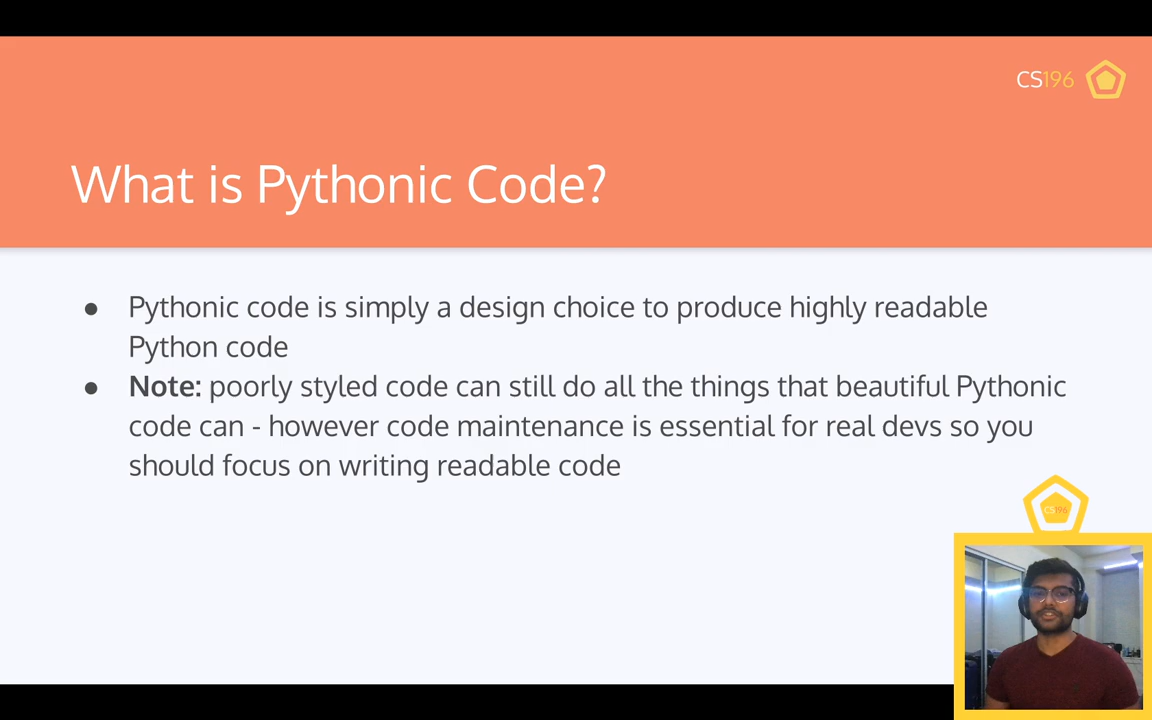 CS196
What is Pythonic Code?
● Pythonic code is simply a design choice to produce highly readable
Python code
● Note: poorly styled code can still do all the things that beautiful Pythonic
code can - however code maintenance is essential for real devs so you
should focus on writing readable code
CS196